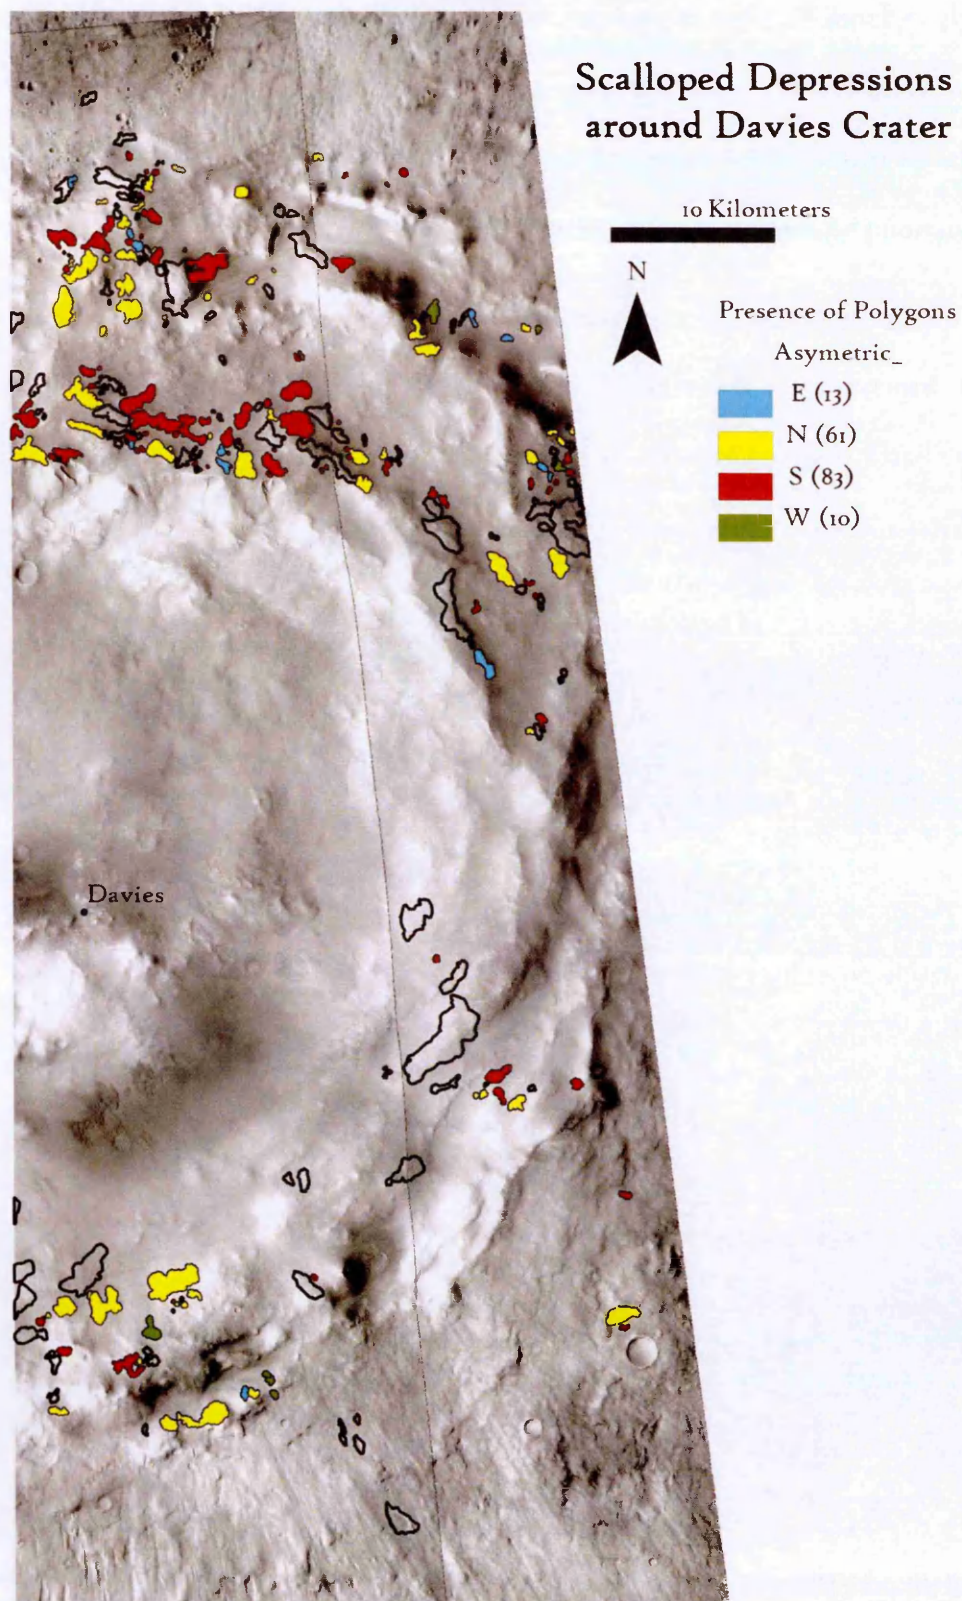 Scalloped Depressions
around Davies Crater
10 Kilometers
N
Presence of Polygons
Asymetric_
E (13)
N (61)
S (83)
W (10)
Davies